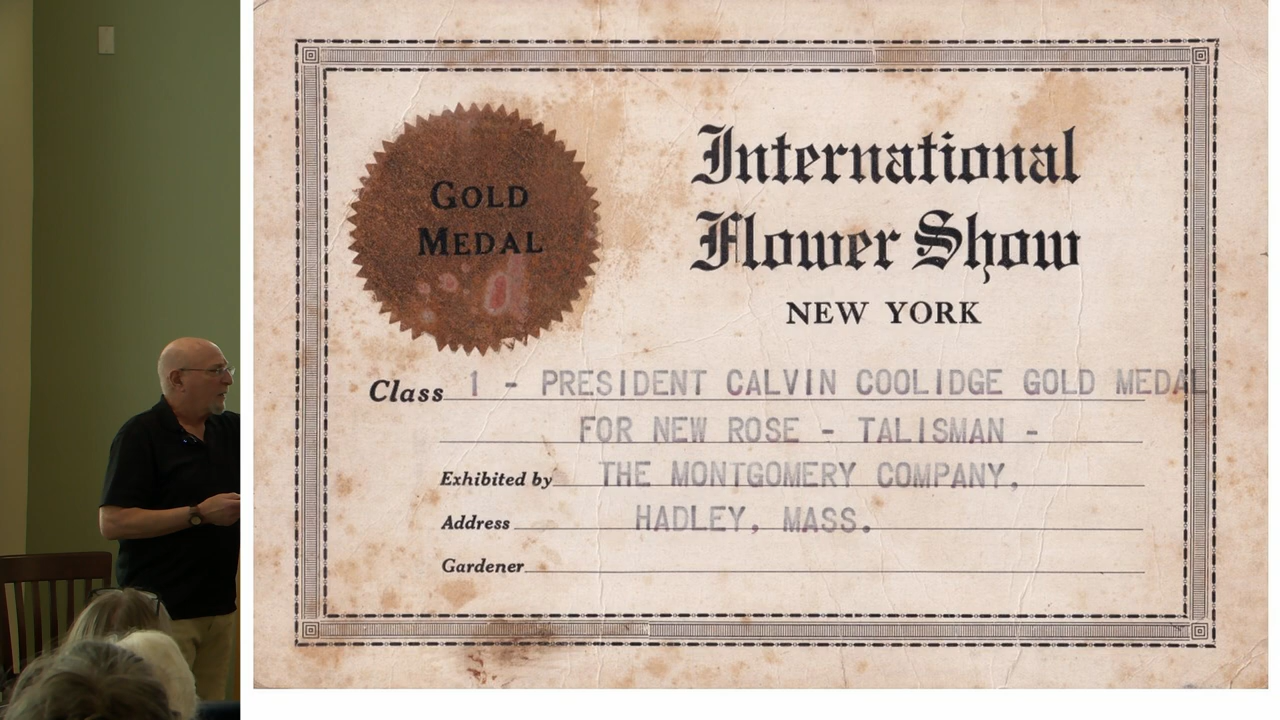 GOLD
MEDAL
International
Flower Show
NEW YORK
Class 1 - PRESIDENT CALVIN COOLIDGE GOLD MEDAL
FOR NEW ROSE - TALISMAN -
Exhibited by THE MONTGOMERY COMPANY,
Address HADLEY, MASS.
Gardener